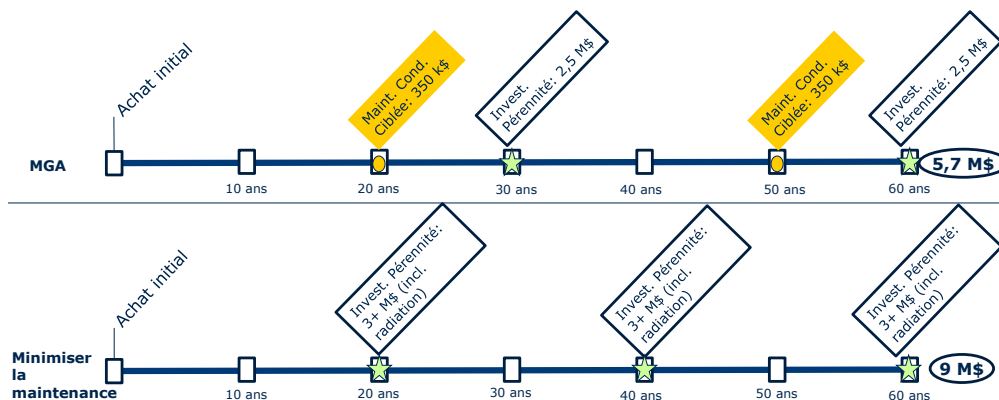 Achat initial
Maint. Cond.
Ciblée: 350 k$
Invest.
Pérennité: 2,5 M$
Maint. Cond.
Ciblée: 350 k$
Invest.
Pérennité: 2,5 M$
MGA
5,7 M$
10 ans
20 ans
30 ans
40 ans
50 ans
60 ans
Achat initial
Invest. Pérennité:
3+ M$ (incl.
radiation)
Invest. Pérennité:
3+ M$ (incl.
radiation)
Invest. Pérennité:
3+ M$ (incl.
radiation)
Minimiser
la
maintenance
9 M$
10 ans
20 ans
30 ans
40 ans
50 ans
60 ans